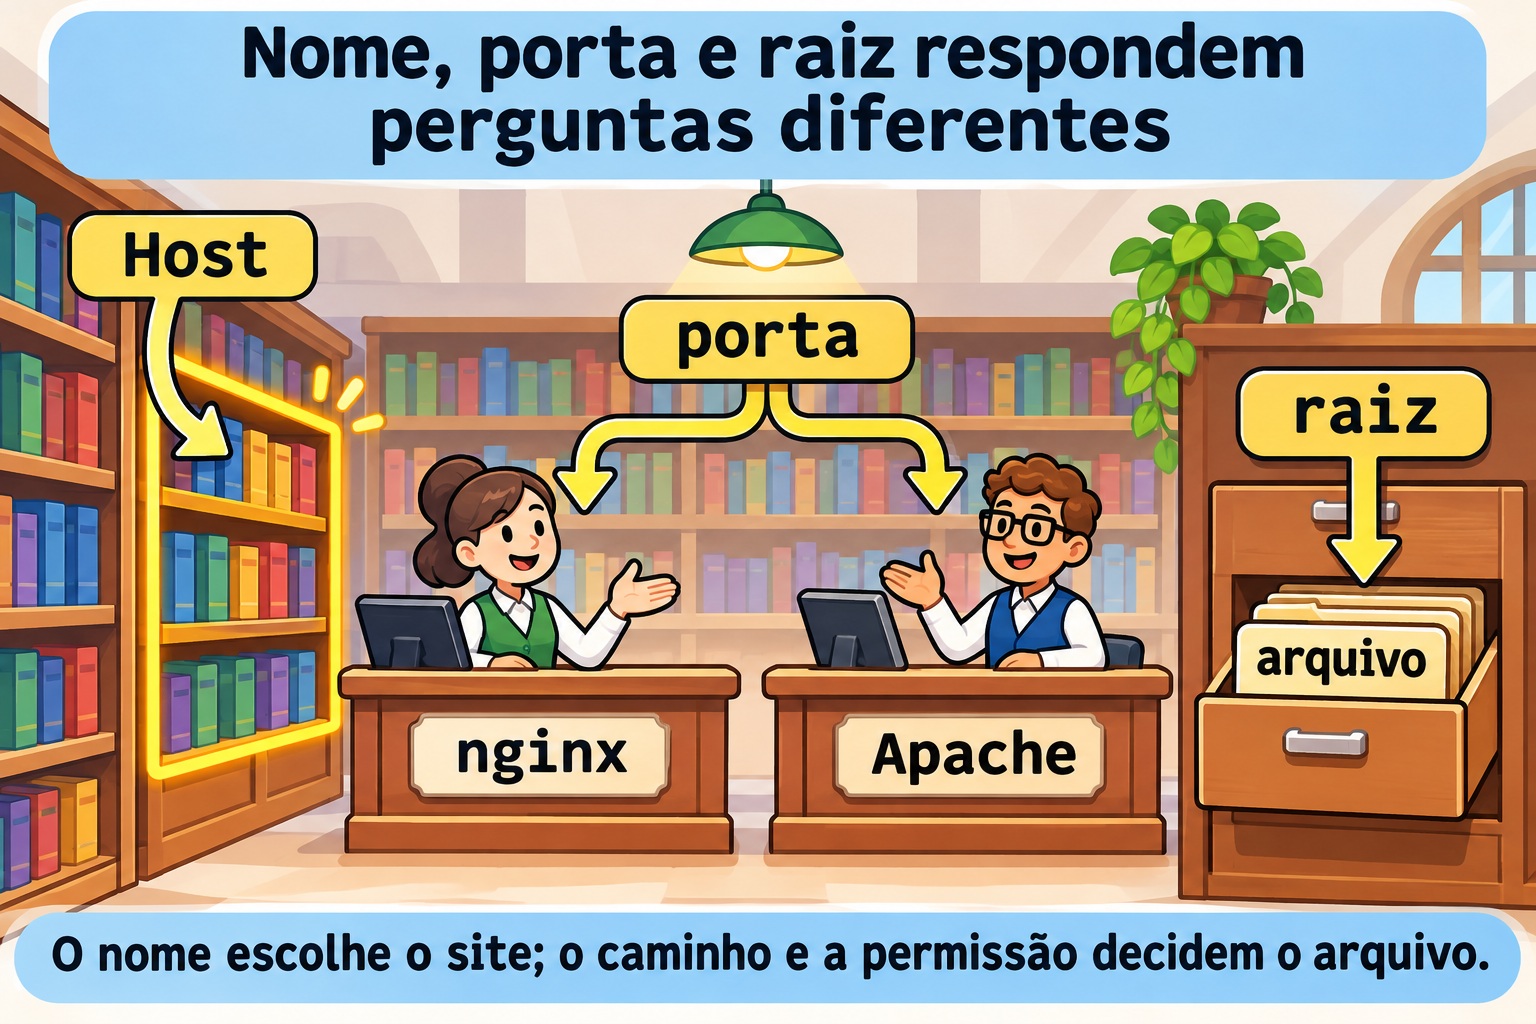 Nome, porta e raiz respondem
perguntas diferentes
Host
porta
raiz
arquivo
nginx
Apache
O nome escolhe o site; o caminho e a permissão decidem o arquivo.